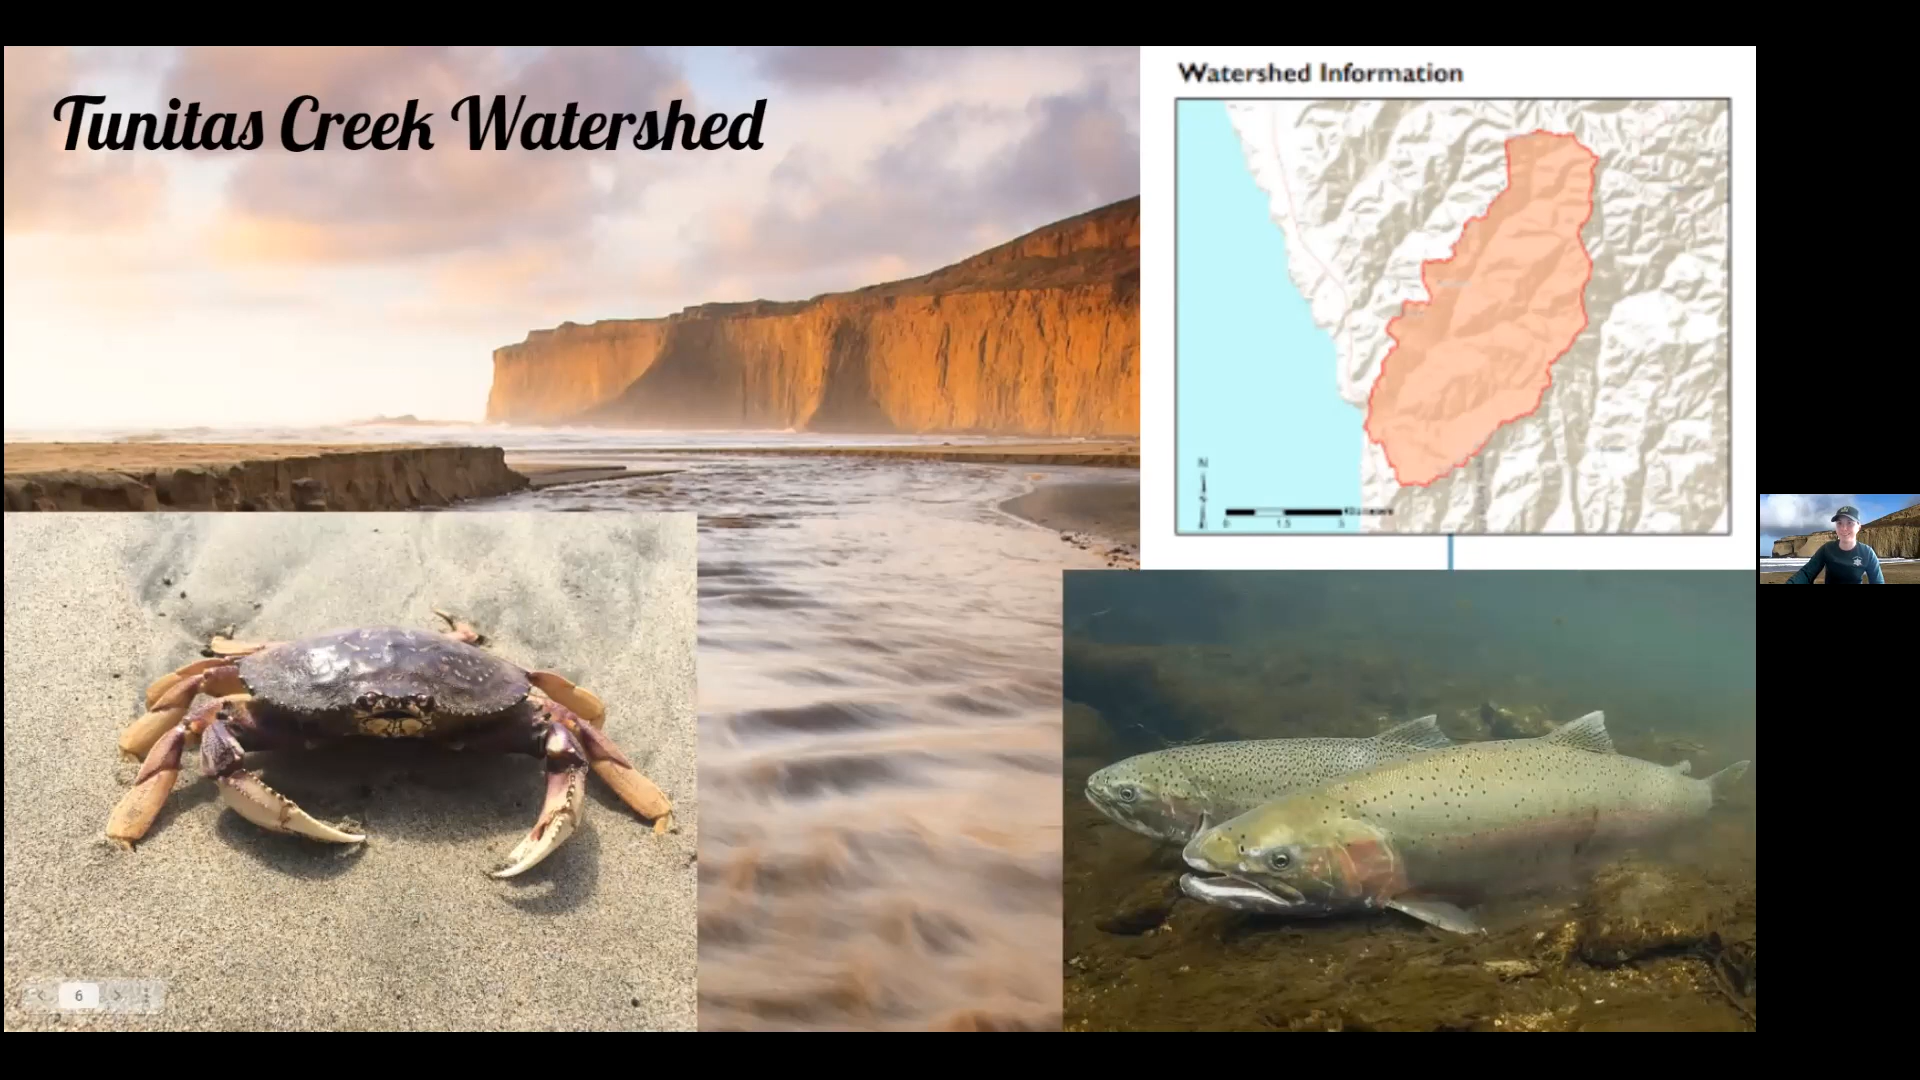 Tunitas Creek Watershed
Watershed Information
N
0 1.5 3
6